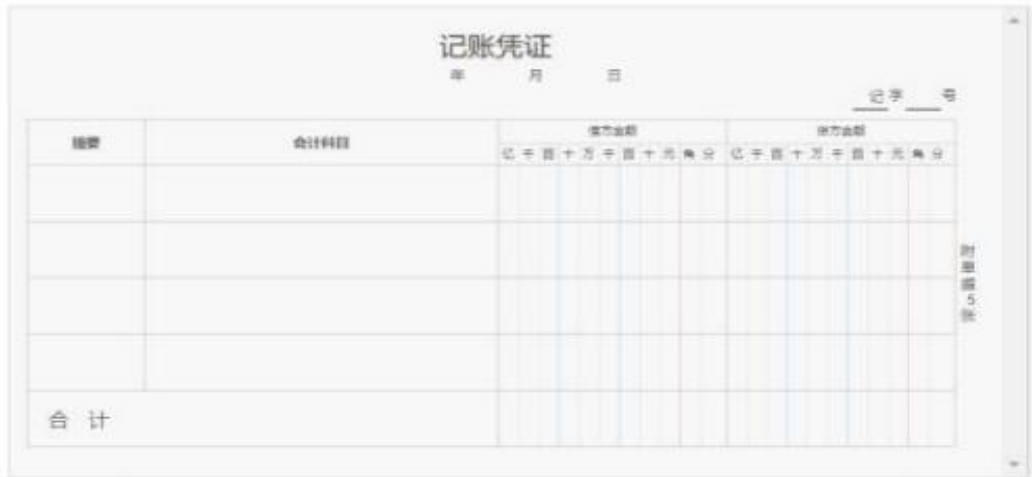 记账凭证
年 月 日
记 字 号
摘要 会计科目 借方金额 贷方金额
亿 千 百 十 万 千 百 十 元 角 分 亿 千 百 十 万 千 百 十 元 角 分
附单据5张
合 计